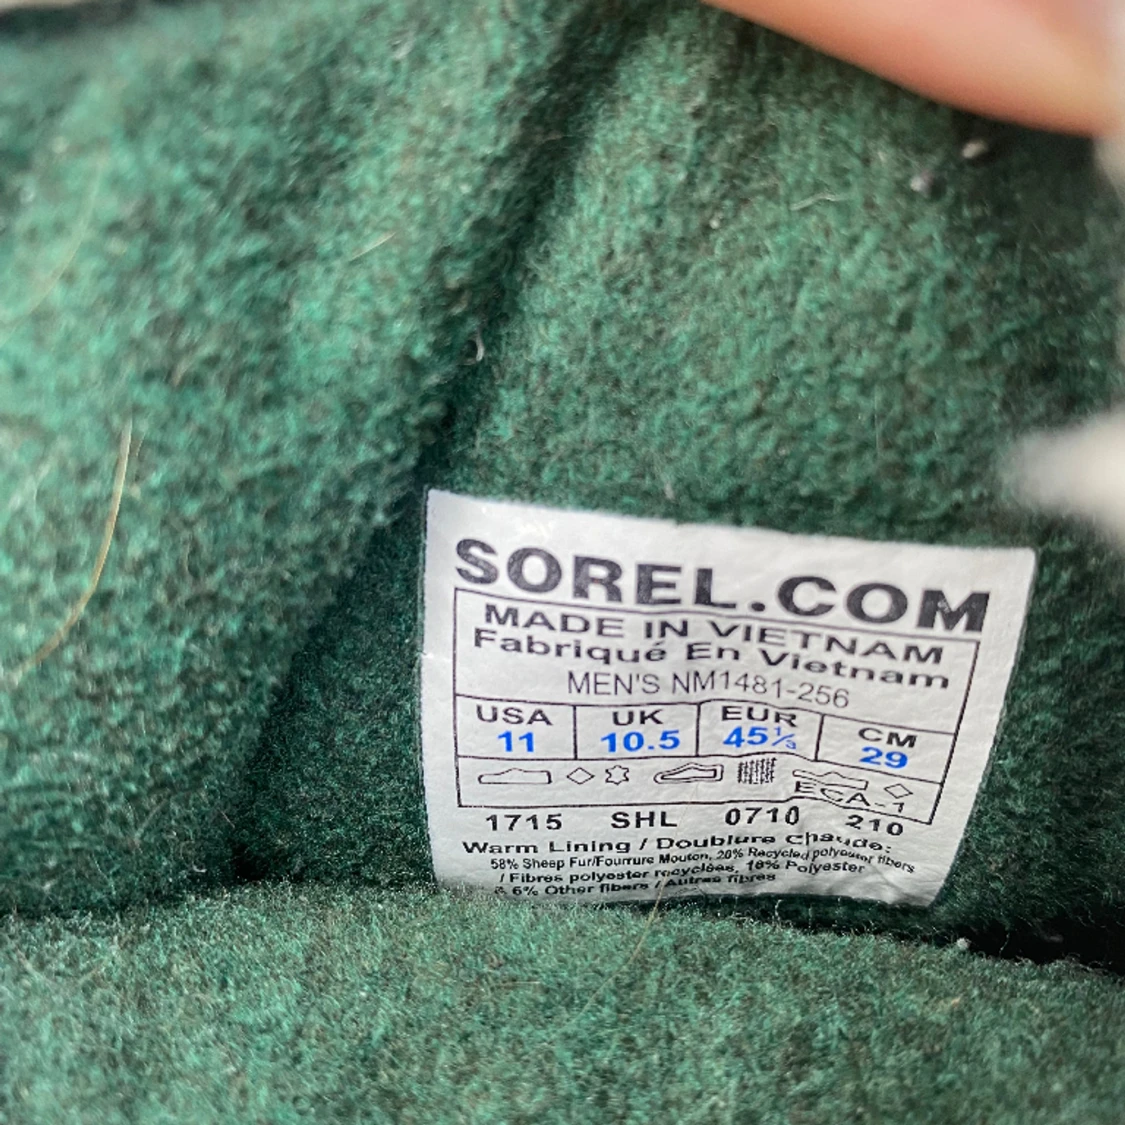 SOREL.COM
MADE IN VIETNAM
Fabriqué En Vietnam
MEN'S NM1481-256
USA UK EUR CM
11 10.5 45⅓ 29
ECA-1
1715 SHL 0710 210
Warm Lining / Doublure Chaude:
58% Sheep Fur/Fourrure Mouton, 20% Recycled polyester fibers
/ Fibres polyester recyclées, 16% Polyester
& 6% Other fibers / Autres fibres